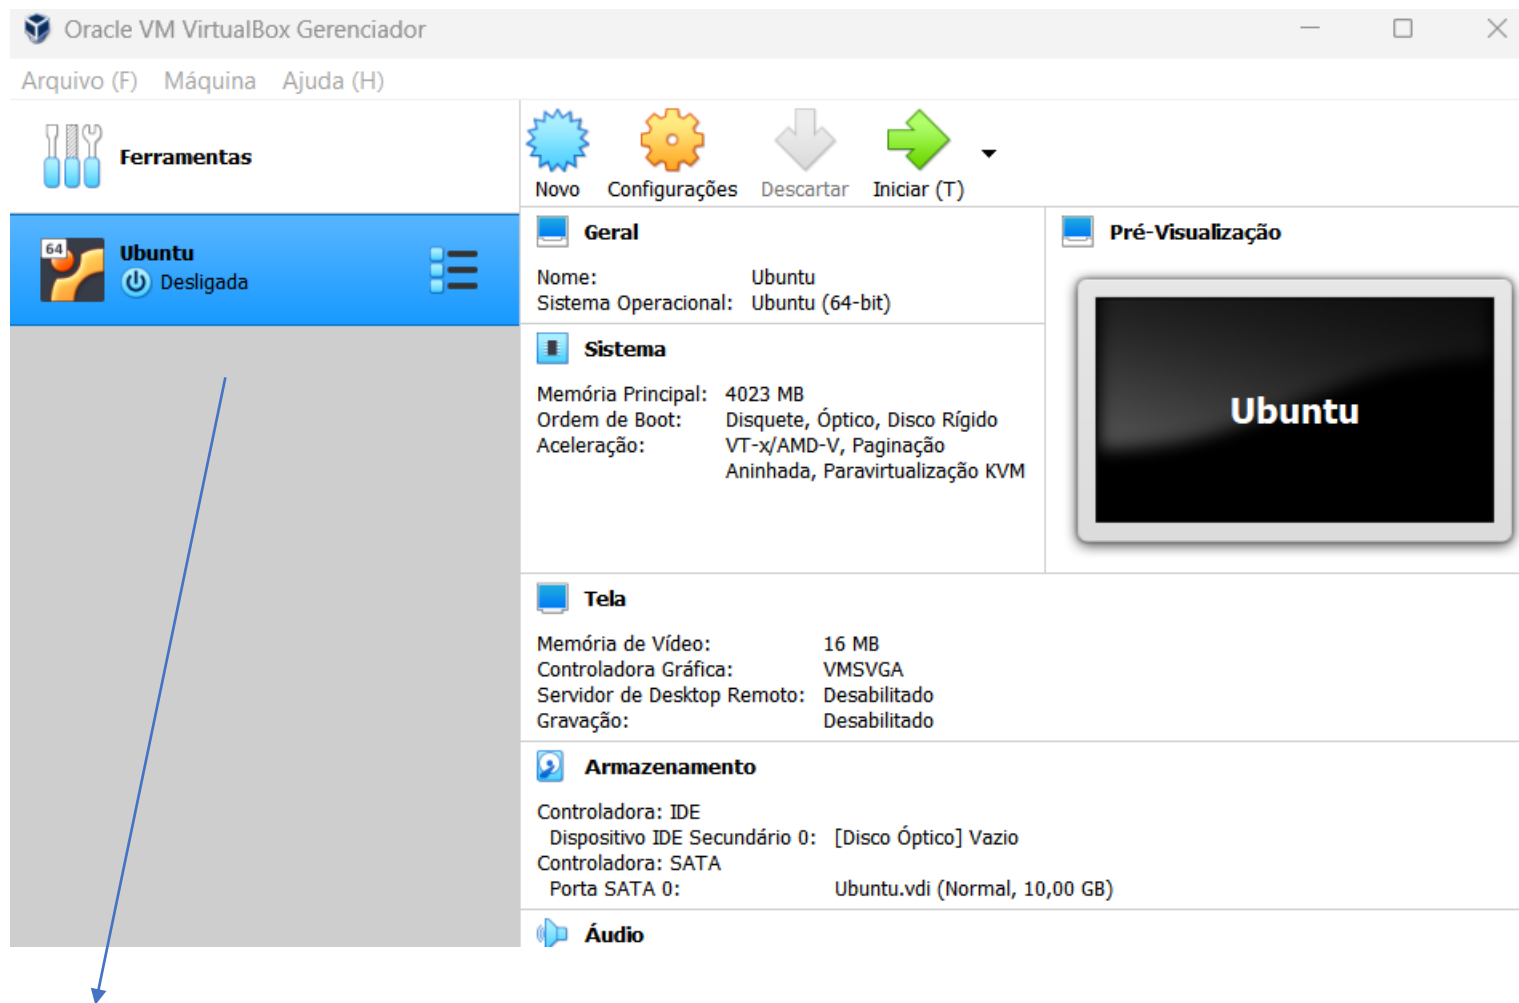 Oracle VM VirtualBox Gerenciador
Arquivo (F) Máquina Ajuda (H)
Ferramentas
64
Ubuntu
Desligada
Novo Configurações Descartar Iniciar (T)
Geral
Nome: Ubuntu
Sistema Operacional: Ubuntu (64-bit)
Pré-Visualização
Ubuntu
Sistema
Memória Principal: 4023 MB
Ordem de Boot: Disquete, Óptico, Disco Rígido
Aceleração: VT-x/AMD-V, Paginação
Aninhada, Paravirtualização KVM
Tela
Memória de Vídeo: 16 MB
Controladora Gráfica: VMSVGA
Servidor de Desktop Remoto: Desabilitado
Gravação: Desabilitado
Armazenamento
Controladora: IDE
Dispositivo IDE Secundário 0: [Disco Óptico] Vazio
Controladora: SATA
Porta SATA 0: Ubuntu.vdi (Normal, 10,00 GB)
Áudio